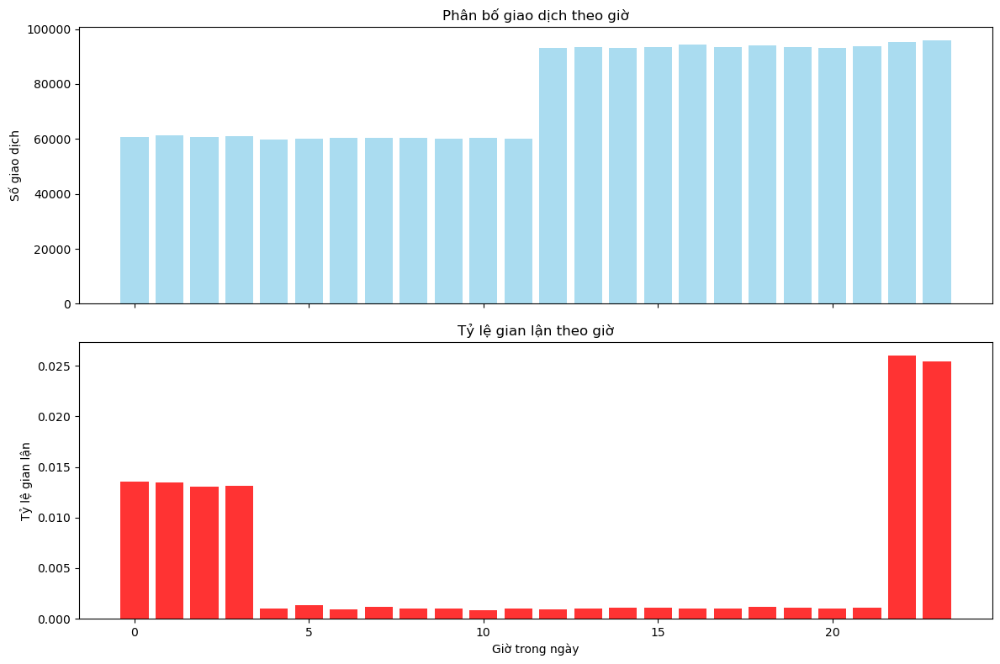 Phân bố giao dịch theo giờ
Số giao dịch
100000
80000
60000
40000
20000
0
Tỷ lệ gian lận theo giờ
Tỷ lệ gian lận
0.025
0.020
0.015
0.010
0.005
0.000
0 5 10 15 20
Giờ trong ngày